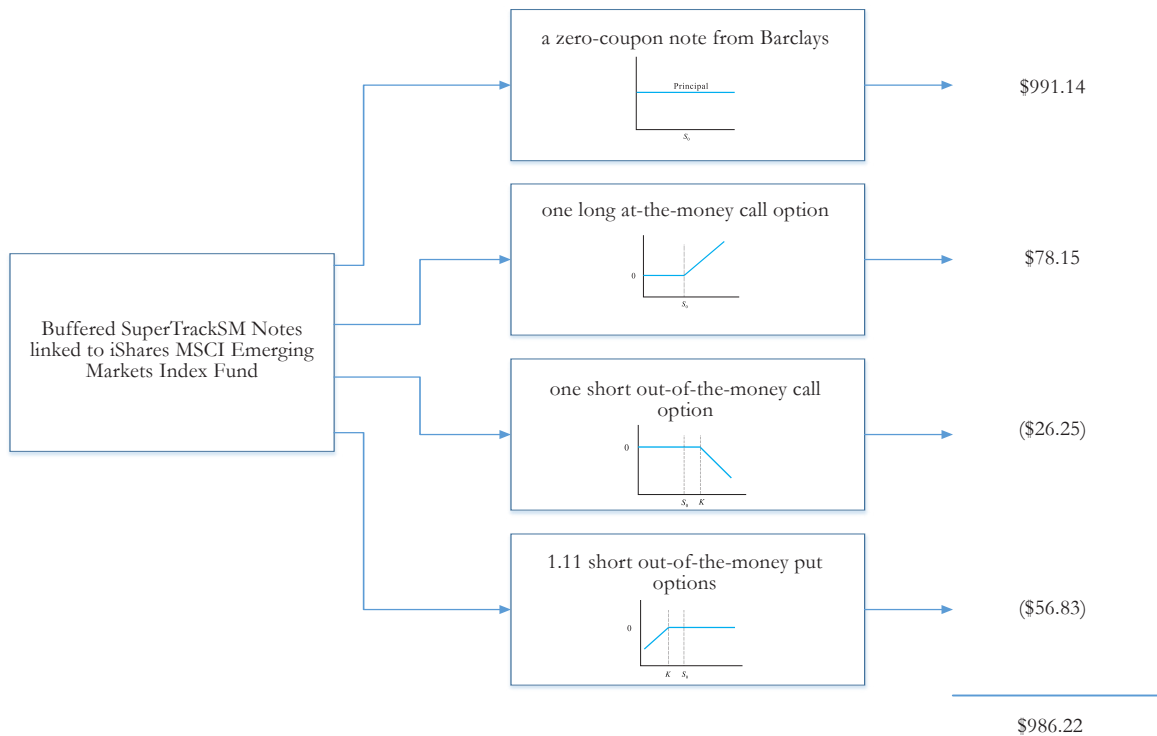 Buffered SuperTrackSM Notes
linked to iShares MSCI Emerging
Markets Index Fund
a zero-coupon note from Barclays
Principal
S₀
$991.14
one long at-the-money call option
0
S₀
$78.15
one short out-of-the-money call
option
0
S₀ K
($26.25)
1.11 short out-of-the-money put
options
0
K S₀
($56.83)
$986.22